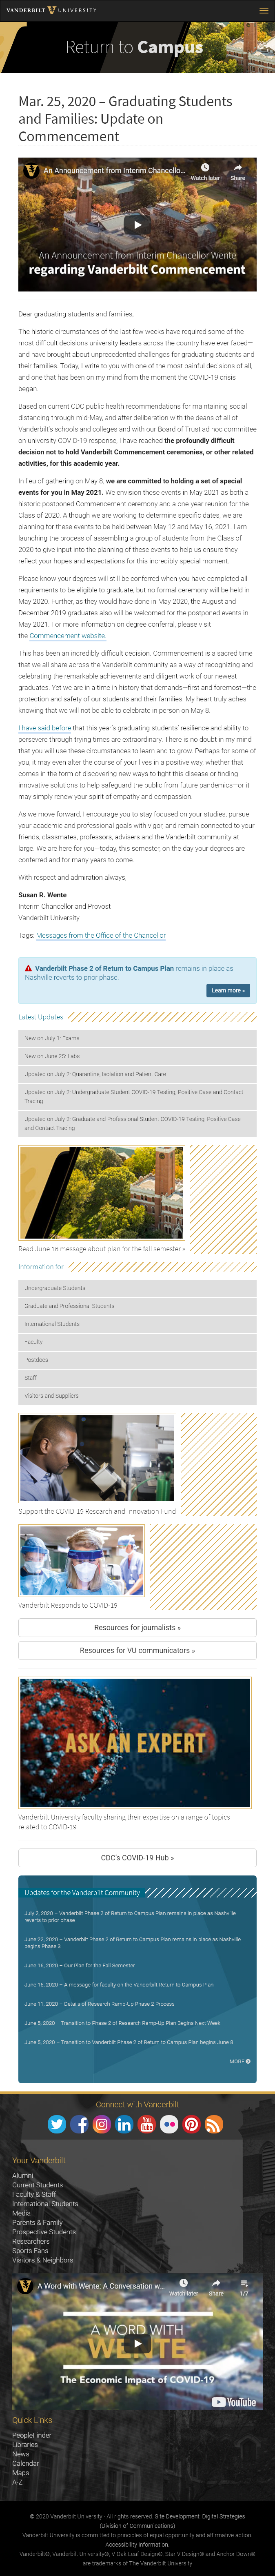 VANDERBILT UNIVERSITY
Return to Campus
Mar. 25, 2020 – Graduating Students
and Families: Update on
Commencement
An Announcement from Interim Chancello...
Watch later
Share
An Announcement from Interim Chancellor Wente
regarding Vanderbilt Commencement
Dear graduating students and families,
The historic circumstances of the last few weeks have required some of the
most difficult decisions university leaders across the country have ever faced—
and have brought about unprecedented challenges for graduating students and
their families. Today, I write to you with one of the most painful decisions of all,
one that has been on my mind from the moment the COVID-19 crisis
began.
Based on current CDC public health recommendations for maintaining social
distancing through mid-May, and after deliberation with and advice of all of
Vanderbilt's schools and colleges and with our Board of Trust ad hoc committee
on university COVID-19 response, I have reached the profoundly difficult
decision not to hold Vanderbilt Commencement ceremonies, or other related
activities, for this academic year.
In lieu of gathering on May 8, we are committed to holding a set of special
events for you in May 2021. We envision these events in May 2021 as both a
historic postponed Commencement ceremony and a one-year reunion for the
Class of 2020. Although we are working to determine specific dates, we are
planning for these events to be held between May 12 and May 16, 2021. I am
launching the process of assembling a group of students from the Class of
2020 to give input into the planning of these events to help us make sure they
reflect your hopes and expectations for this incredibly special moment.
Please know your degrees will still be conferred when you have completed all
requirements to be eligible to graduate, but no formal ceremony will be held in
May 2020. Further, as they would have done in May 2020, the August and
December 2019 graduates also will be welcomed for the postponed events in
May 2021. For more information on degree conferral, please visit
the Commencement website.
This has been an incredibly difficult decision. Commencement is a sacred time
that we all share in as a Vanderbilt community as a way of recognizing the
remarkable achievements and diligent work of our newest
graduates. Yet we are in a time in history that demands—first and foremost—the
protection and safety of our students and their families. My heart truly aches
knowing that we will not be able to celebrate in person on May 8.
I have said before that this year's graduating students' resilience and ability to
persevere through trying times are extraordinary. There is no doubt in my mind
that you will use these circumstances to learn and to grow. Perhaps for some of
you, it may even alter the course of your lives in a positive way, whether that
comes in the form of discovering new ways to fight this disease or finding
innovative solutions to help safeguard the public from future pandemics—or it
may simply renew your spirit of empathy and compassion.
As we move forward, I encourage you to stay focused on your studies, pursue
your academic and professional goals with vigor, and remain connected to your
friends, classmates, professors, advisers and the Vanderbilt community at
large. We are here for you—today, this semester, on the day your degrees are
conferred and for many years to come.
With respect and admiration always,
Susan R. Wente
Interim Chancellor and Provost
Vanderbilt University
Tags: Messages from the Office of the Chancellor
Vanderbilt Phase 2 of Return to Campus Plan remains in place as
Nashville reverts to prior phase.
Learn more »
Latest Updates
New on July 1: Exams
New on June 25: Labs
Updated on July 2: Quarantine, Isolation and Patient Care
Updated on July 2: Undergraduate Student COVID-19 Testing, Positive Case and Contact
Tracing
Updated on July 2: Graduate and Professional Student COVID-19 Testing, Positive Case
and Contact Tracing
Read June 16 message about plan for the fall semester »
Information for
Undergraduate Students
Graduate and Professional Students
International Students
Faculty
Postdocs
Staff
Visitors and Suppliers
Support the COVID-19 Research and Innovation Fund
Vanderbilt Responds to COVID-19
Resources for journalists »
Resources for VU communicators »
ASK AN EXPERT
Vanderbilt University faculty sharing their expertise on a range of topics
related to COVID-19
CDC's COVID-19 Hub »
Updates for the Vanderbilt Community
July 2, 2020 – Vanderbilt Phase 2 of Return to Campus Plan remains in place as Nashville
reverts to prior phase
June 22, 2020 – Vanderbilt Phase 2 of Return to Campus Plan remains in place as Nashville
begins Phase 3
June 16, 2020 – Our Plan for the Fall Semester
June 16, 2020 – A message for faculty on the Vanderbilt Return to Campus Plan
June 11, 2020 – Details of Research Ramp-Up Phase 2 Process
June 5, 2020 – Transition to Phase 2 of Research Ramp-Up Plan Begins Next Week
June 5, 2020 – Transition to Vanderbilt Phase 2 of Return to Campus Plan begins June 8
MORE
Connect with Vanderbilt
You Tube
Your Vanderbilt
Alumni
Current Students
Faculty & Staff
International Students
Media
Parents & Family
Prospective Students
Researchers
Sports Fans
Visitors & Neighbors
A Word with Wente: A Conversation w...
Watch later
Share
1/7
A WORD WITH
WENTE
The Economic Impact of COVID-19
YouTube
Quick Links
PeopleFinder
Libraries
News
Calendar
Maps
A-Z
© 2020 Vanderbilt University · All rights reserved. Site Development: Digital Strategies
(Division of Communications)
Vanderbilt University is committed to principles of equal opportunity and affirmative action.
Accessibility information.
Vanderbilt®, Vanderbilt University®, V Oak Leaf Design®, Star V Design® and Anchor Down®
are trademarks of The Vanderbilt University